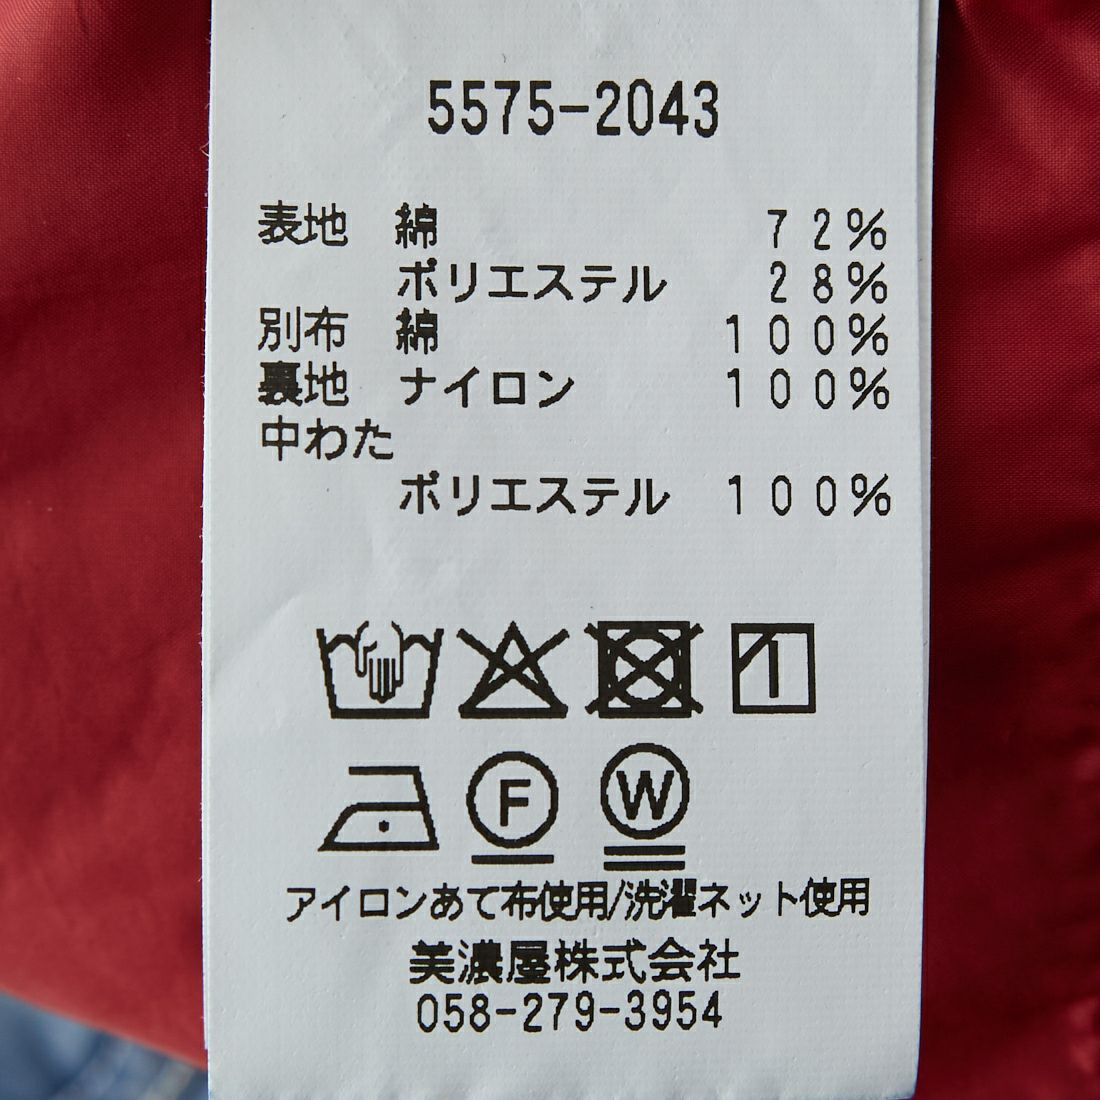 5575-2043
表地 綿 72%
ポリエステル 28%
別布 綿 100%
裏地 ナイロン 100%
中わた
ポリエステル 100%
F W
アイロンあて布使用/洗濯ネット使用
美濃屋株式会社
058-279-3954